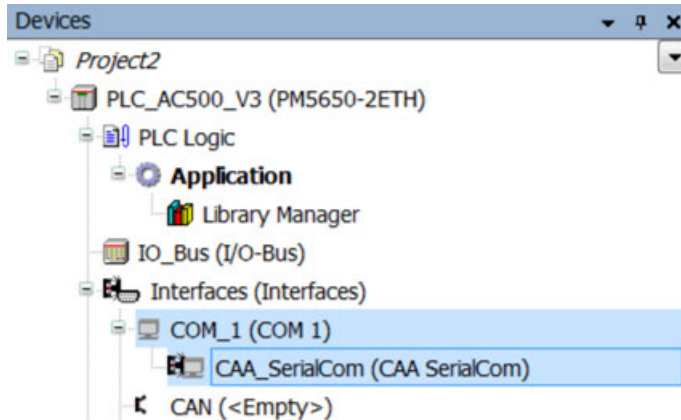 Devices
Project2
PLC_AC500_V3 (PM5650-2ETH)
PLC Logic
Application
Library Manager
IO_Bus (I/O-Bus)
Interfaces (Interfaces)
COM_1 (COM 1)
CAA_SerialCom (CAA SerialCom)
CAN (<Empty>)